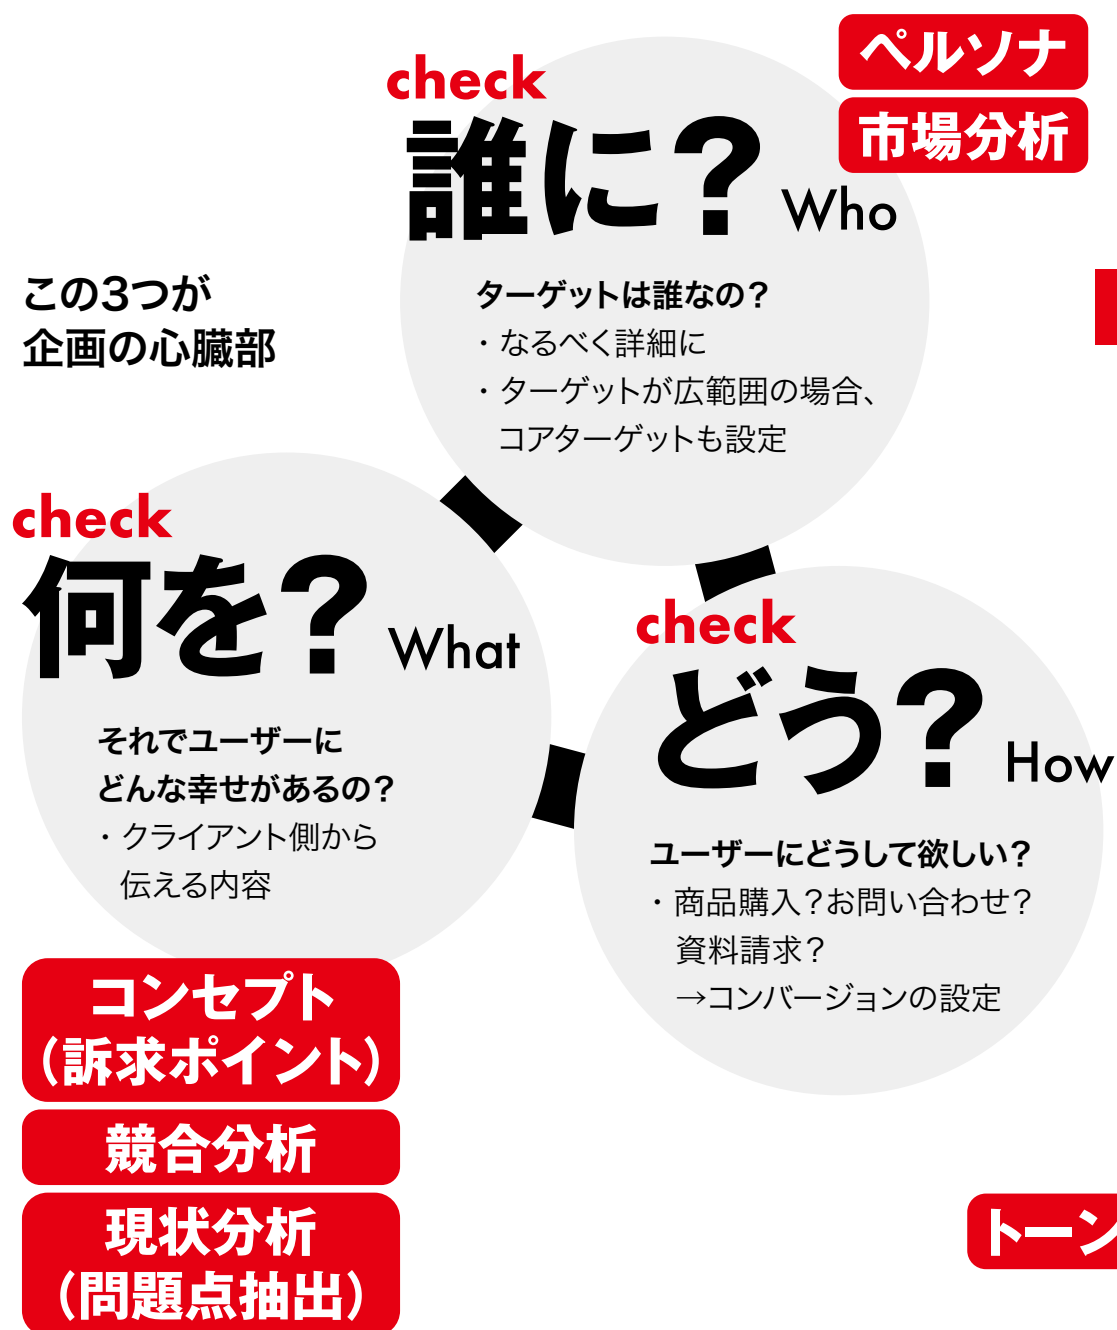 ペルソナ
市場分析
check
誰に? Who
ターゲットは誰なの?
・なるべく詳細に
・ターゲットが広範囲の場合、
コアターゲットも設定
この3つが
企画の心臓部
check
何を? What
それでユーザーに
どんな幸せがあるの?
・クライアント側から
伝える内容
コンセプト
(訴求ポイント)
競合分析
現状分析
(問題点抽出)
check
どう? How
ユーザーにどうして欲しい?
・商品購入?お問い合わせ?
資料請求?
→コンバージョンの設定
トーン